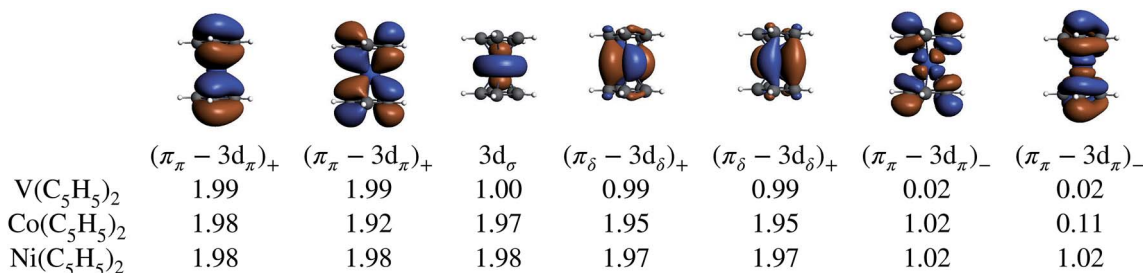 (π_π − 3d_π)_+ (π_π − 3d_π)_+ 3d_σ (π_δ − 3d_δ)_+ (π_δ − 3d_δ)_+ (π_π − 3d_π)_− (π_π − 3d_π)_−
V(C₅H₅)₂ 1.99 1.99 1.00 0.99 0.99 0.02 0.02
Co(C₅H₅)₂ 1.98 1.92 1.97 1.95 1.95 1.02 0.11
Ni(C₅H₅)₂ 1.98 1.98 1.98 1.97 1.97 1.02 1.02